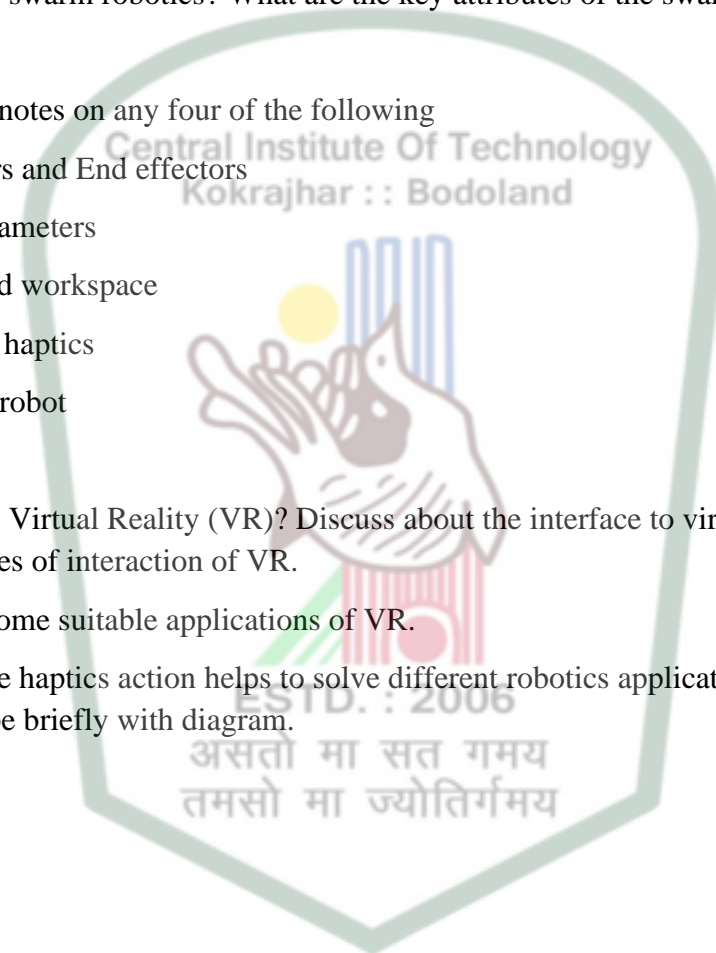 swarm robotics? What are the key attributes of the swar
notes on any four of the following
Central Institute Of Technology
rs and End effectors
Kokrajhar :: Bodoland
ameters
d workspace
haptics
robot
Virtual Reality (VR)? Discuss about the interface to vir
es of interaction of VR.
ome suitable applications of VR.
e haptics action helps to solve different robotics applicat
ESTD. : 2006
be briefly with diagram.
असतो मा सत गमय
तमसो मा ज्योतिर्गमय